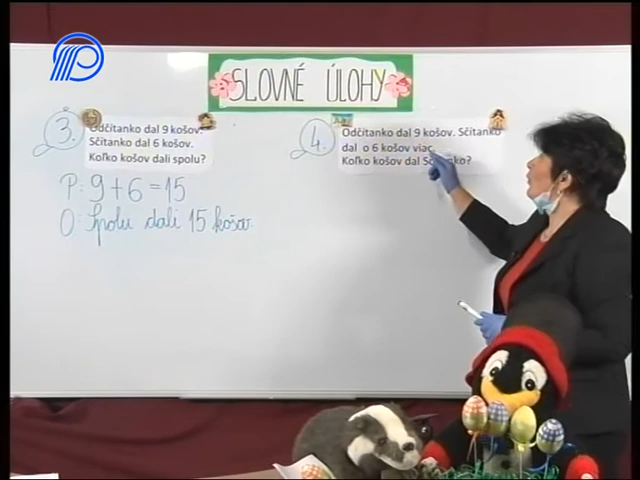 SLOVNÉ ÚLOHY
3.
Odčítanko dal 9 košov.
Sčítanko dal 6 košov.
Koľko košov dali spolu?
P: 9 + 6 = 15
O: Spolu dali 15 košov.
4.
Odčítanko dal 9 košov. Sčítanko
dal o 6 košov viac.
Koľko košov dal Sčítanko?